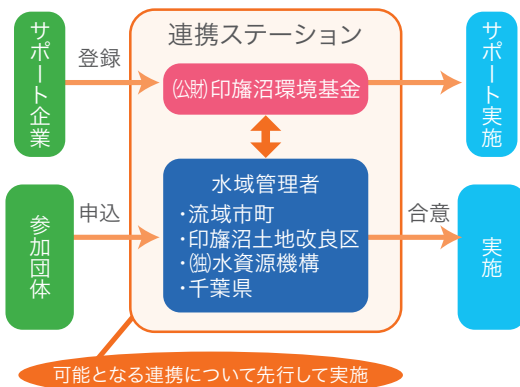 連携ステーション
サポート企業
登録
㈶印旛沼環境基金
サポート実施
参加団体
申込
水域管理者
・流域市町
・印旛沼土地改良区
・㈵水資源機構
・千葉県
合意
実施
可能となる連携について先行して実施